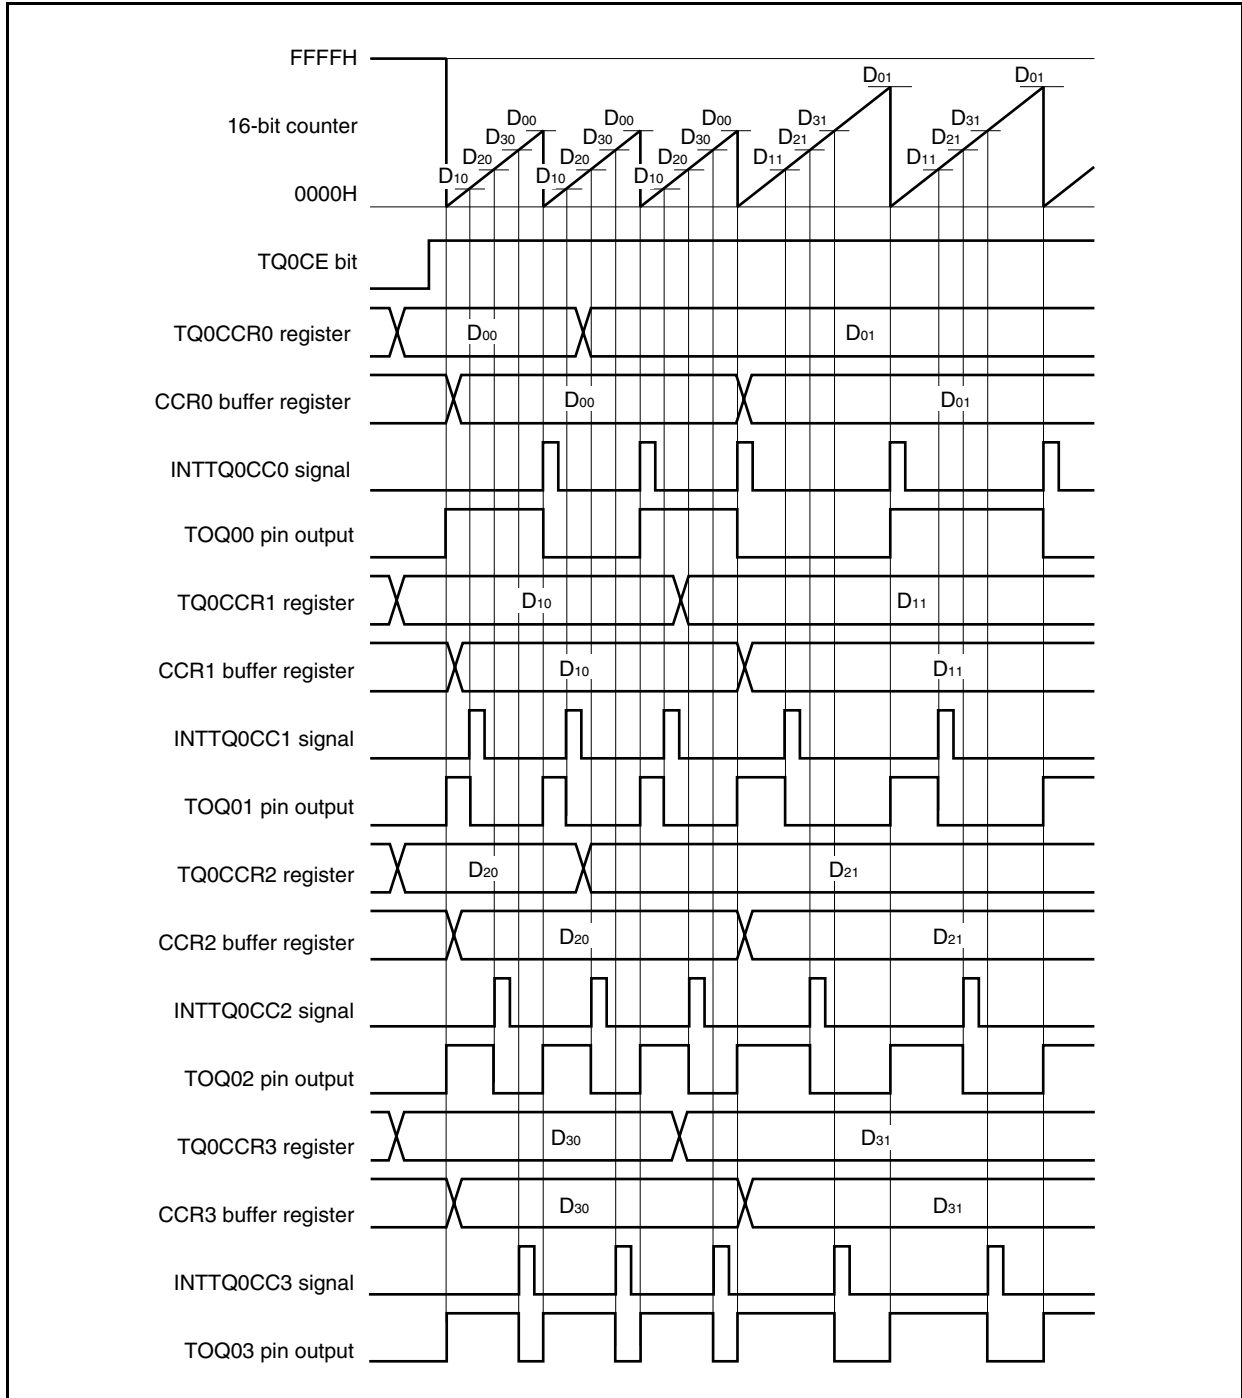 FFFFH
16-bit counter
0000H
D10 D20 D30 D00 D10 D20 D30 D00 D10 D20 D30 D00 D11 D21 D31 D01 D11 D21 D31 D01
TQ0CE bit
TQ0CCR0 register D00 D01
CCR0 buffer register D00 D01
INTTQ0CC0 signal
TOQ00 pin output
TQ0CCR1 register D10 D11
CCR1 buffer register D10 D11
INTTQ0CC1 signal
TOQ01 pin output
TQ0CCR2 register D20 D21
CCR2 buffer register D20 D21
INTTQ0CC2 signal
TOQ02 pin output
TQ0CCR3 register D30 D31
CCR3 buffer register D30 D31
INTTQ0CC3 signal
TOQ03 pin output